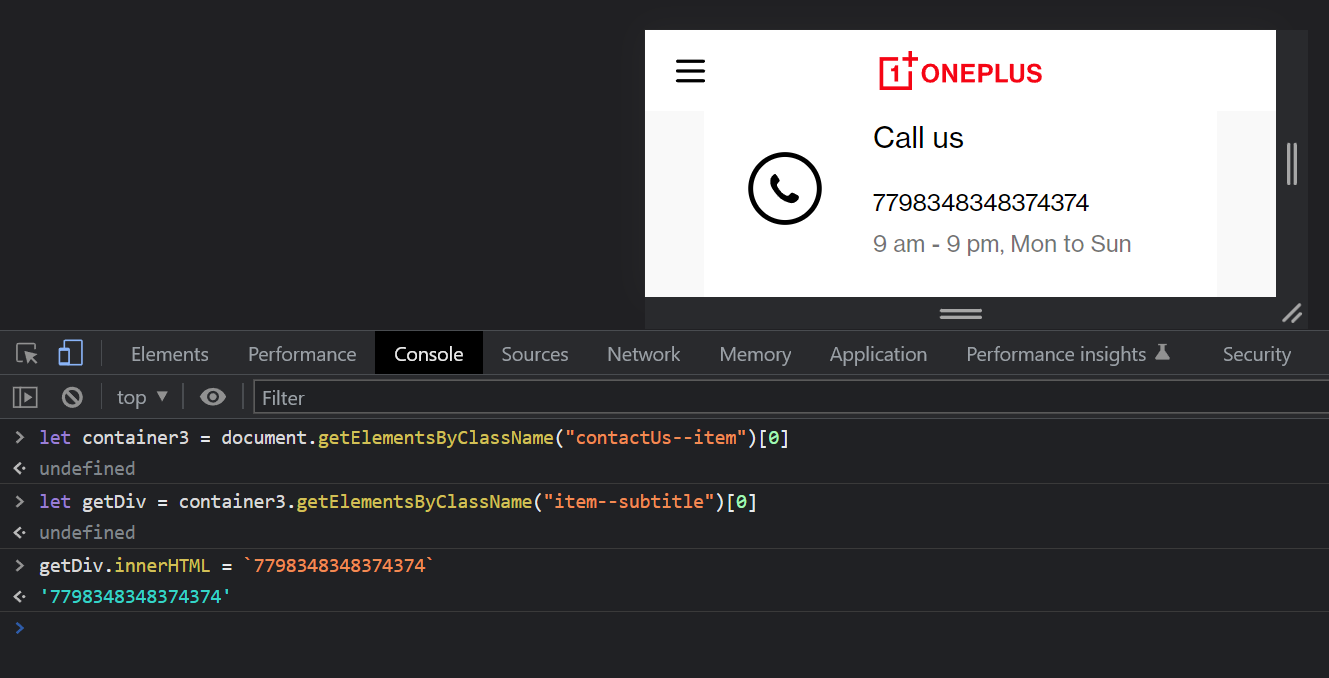 1+ ONEPLUS
Call us
7798348348374374
9 am - 9 pm, Mon to Sun
Elements Performance Console Sources Network Memory Application Performance insights Security
top Filter
let container3 = document.getElementsByClassName("contactUs--item")[0]
undefined
let getDiv = container3.getElementsByClassName("item--subtitle")[0]
undefined
getDiv.innerHTML = `7798348348374374`
'7798348348374374'